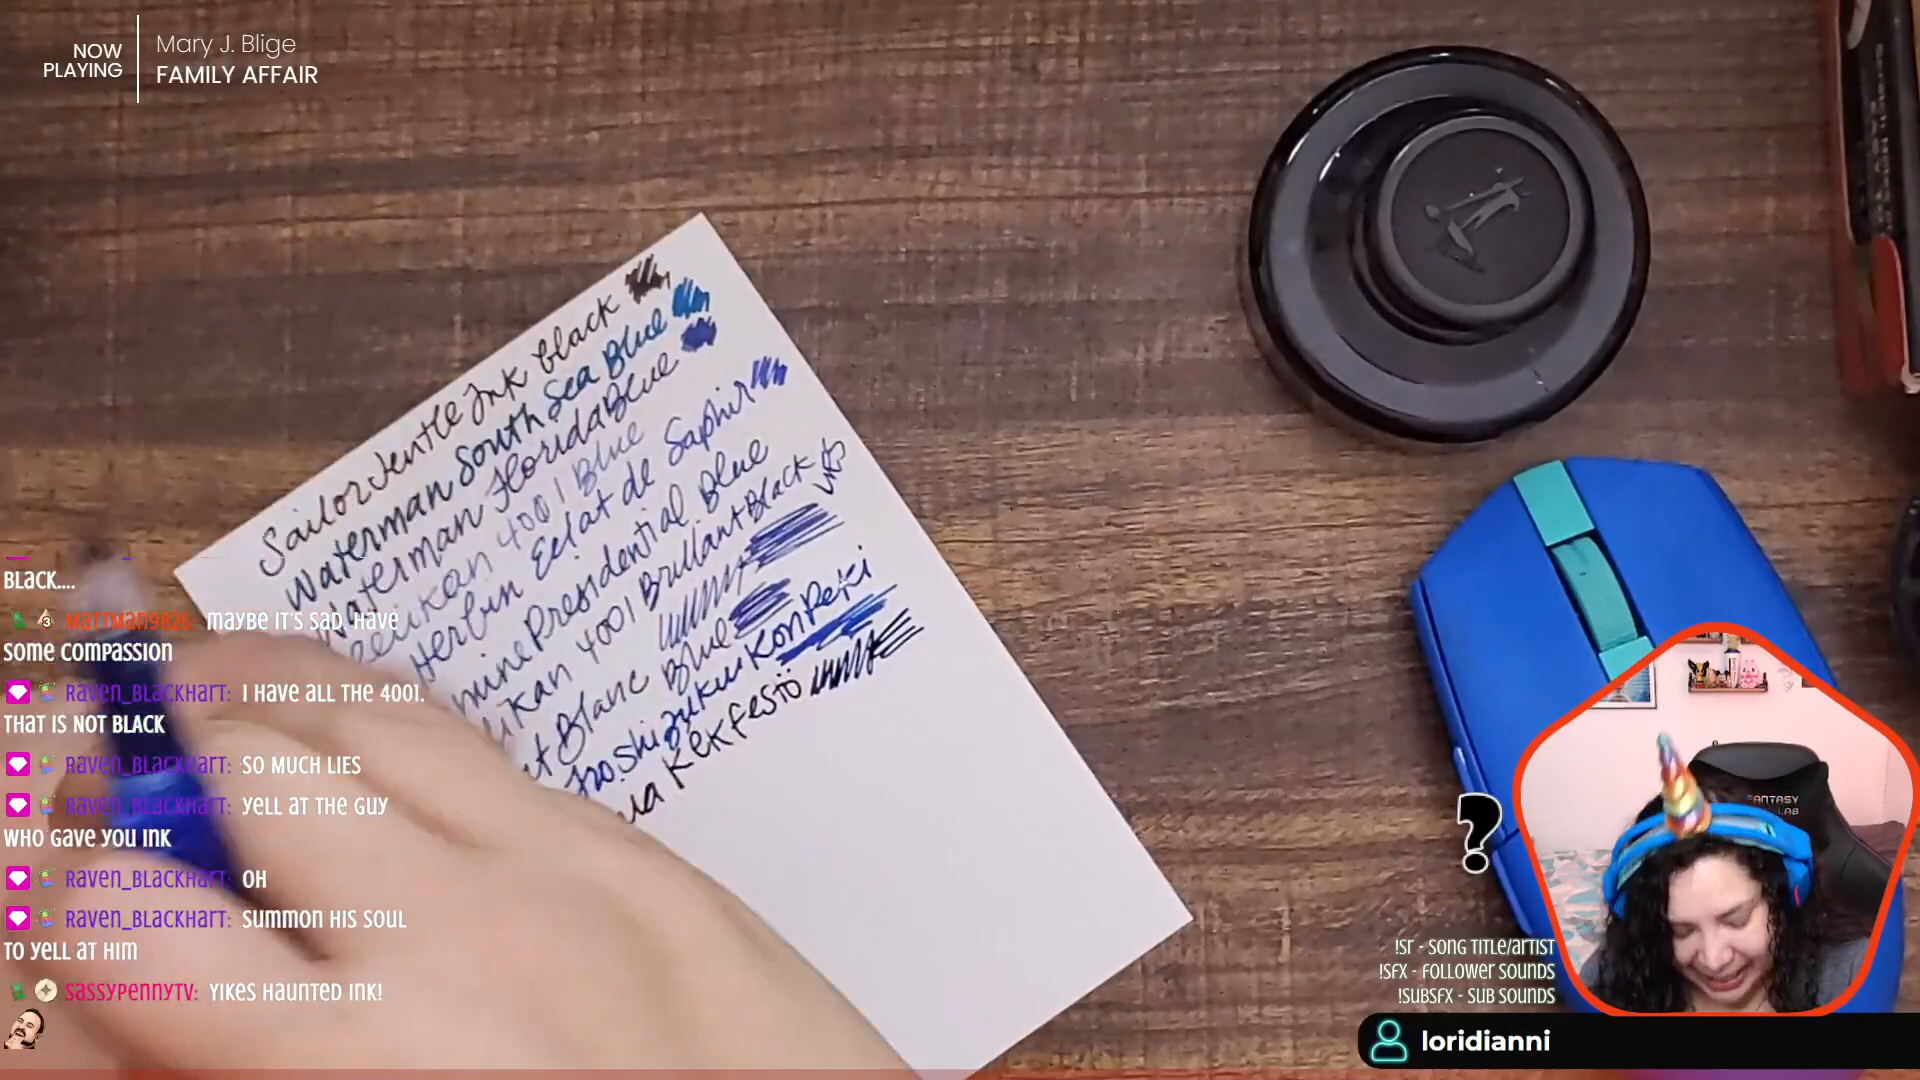 NOW PLAYING
Mary J. Blige
FAMILY AFFAIR
Sailor Jentle Ink Black
Waterman South Sea Blue
Waterman Florida Blue
4001 Blue
Herbin Eclat de Saphir
Presidential Blue
4001 Brilliant Black
Blanc Blue
Kon Peki
BLACK....
MATTMAN9826: MAYBE IT'S SAD, HAVE
SOME COMPASSION
RAVEN_BLACKHART: I HAVE ALL THE 4001.
THAT IS NOT BLACK
RAVEN_BLACKHART: SO MUCH LIES
RAVEN_BLACKHART: YELL AT THE GUY
WHO GAVE YOU INK
RAVEN_BLACKHART: OH
RAVEN_BLACKHART: SUMMON HIS SOUL
TO YELL AT HIM
SASSYPENNYTV: YIKES HAUNTED INK!
?
FANTASY
LAB
!SR - SONG TITLE/ARTIST
!SFX - FOLLOWER SOUNDS
!SUBSFX - SUB SOUNDS
loridianni